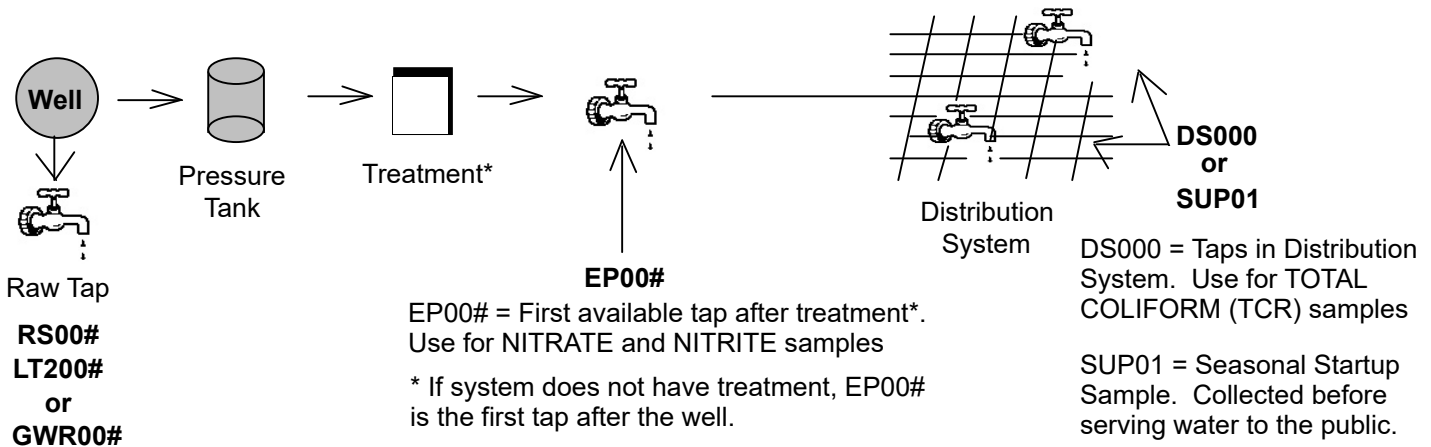 Well
Pressure
Tank
Treatment*
Raw Tap
RS00#
LT200#
or
GWR00#
EP00#
EP00# = First available tap after treatment*.
Use for NITRATE and NITRITE samples
* If system does not have treatment, EP00#
is the first tap after the well.
Distribution
System
DS000
or
SUP01
DS000 = Taps in Distribution
System. Use for TOTAL
COLIFORM (TCR) samples
SUP01 = Seasonal Startup
Sample. Collected before
serving water to the public.